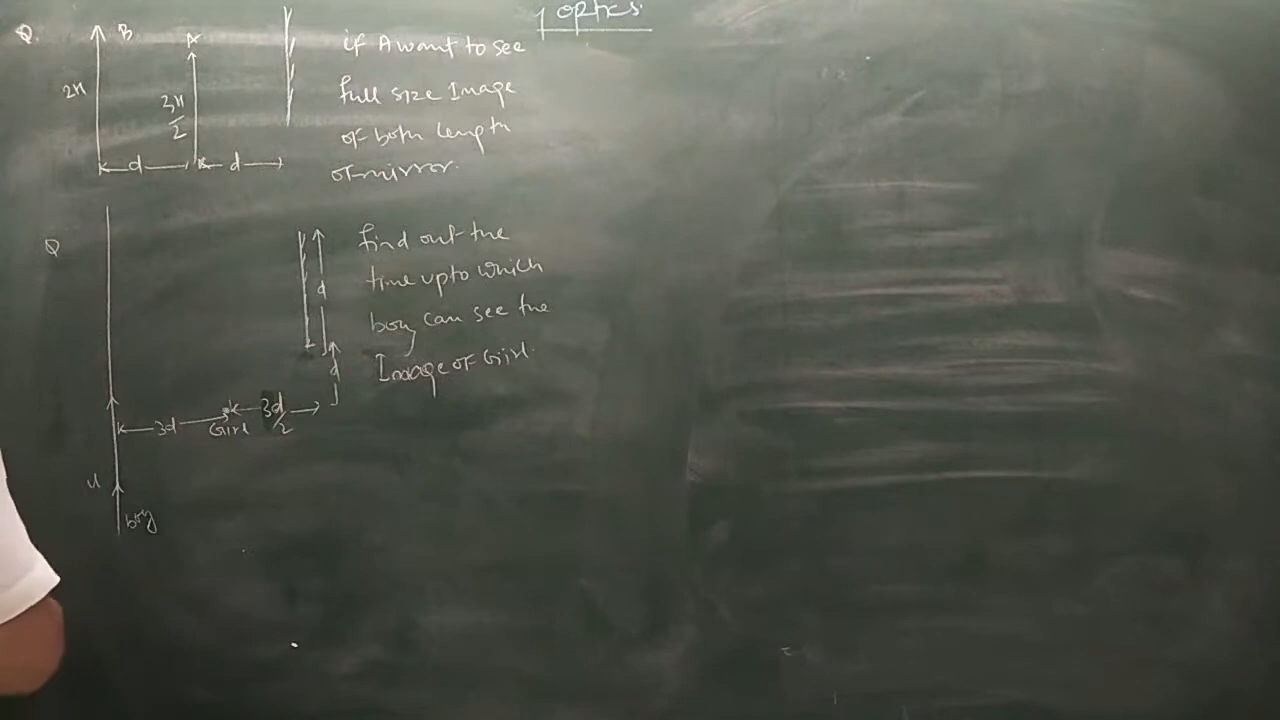 optics.
Q.
B
A
2H
3H
2
d
d
if A want to see
full size Image
of both length
of mirror.
Q
find out the
time upto which
boy can see the
Image of Girl.
d
d
3d
Girl
3d
2
u
boy